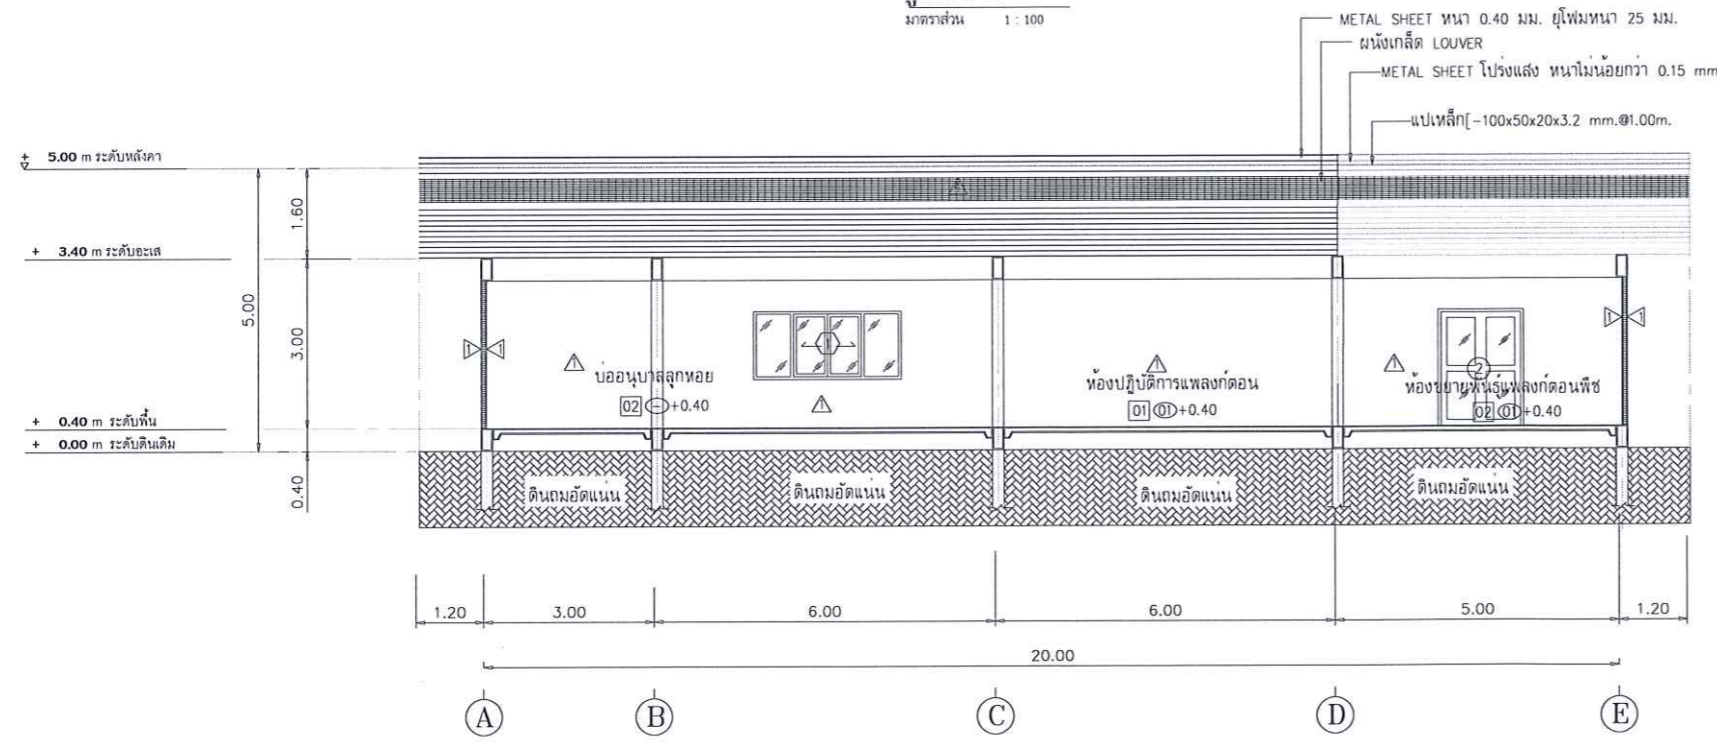 มาตราส่วน 1 : 100
METAL SHEET หนา 0.40 มม. ยูโฟมหนา 25 มม.
ผนังเกล็ด LOUVER
METAL SHEET โปร่งแสง หนาไม่น้อยกว่า 0.15 mm
แปเหล็ก[-100x50x20x3.2 mm.@1.00m.
+ 5.00 m ระดับหลังคา
1.60
+ 3.40 m ระดับอะเส
5.00
3.00
1 1
1
1 1
1 บ่ออนุบาลลูกหอย
1 ห้องปฏิบัติการแพลงก์ตอน
1 2 ห้องขยายพันธุ์แพลงก์ตอนพืช
02 - +0.40
1
01 01 +0.40
02 01 +0.40
+ 0.40 m ระดับพื้น
+ 0.00 m ระดับดินเดิม
0.40
ดินถมอัดแน่น ดินถมอัดแน่น ดินถมอัดแน่น ดินถมอัดแน่น
1.20 3.00 6.00 6.00 5.00 1.20
20.00
A B C D E